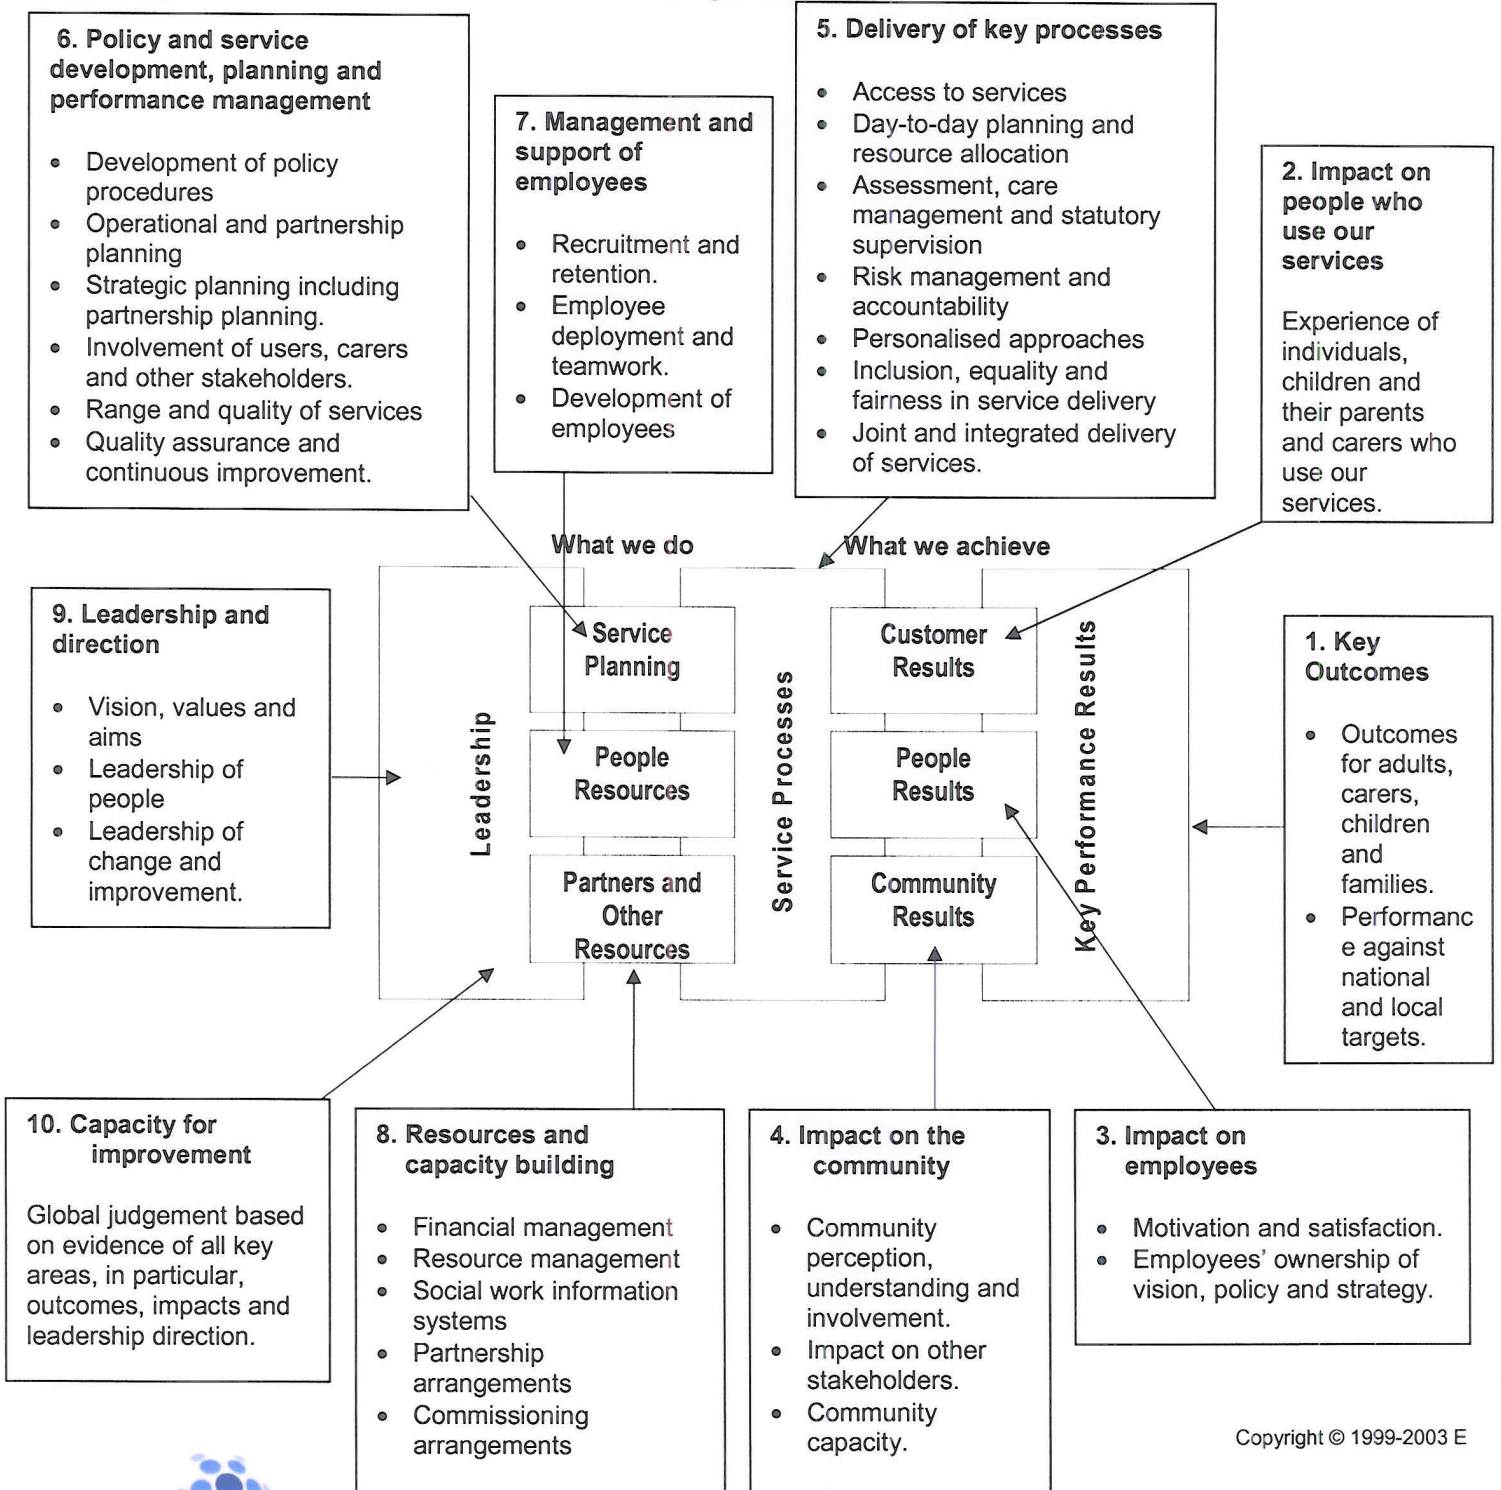 6. Policy and service
development, planning and
performance management
• Development of policy
procedures
• Operational and partnership
planning
• Strategic planning including
partnership planning.
• Involvement of users, carers
and other stakeholders.
• Range and quality of services
• Quality assurance and
continuous improvement.
7. Management and
support of
employees
• Recruitment and
retention.
• Employee
deployment and
teamwork.
• Development of
employees
5. Delivery of key processes
• Access to services
• Day-to-day planning and
resource allocation
• Assessment, care
management and statutory
supervision
• Risk management and
accountability
• Personalised approaches
• Inclusion, equality and
fairness in service delivery
• Joint and integrated delivery
of services.
2. Impact on
people who
use our
services
Experience of
individuals,
children and
their parents
and carers who
use our
services.
What we do
What we achieve
9. Leadership and
direction
• Vision, values and
aims
• Leadership of
people
• Leadership of
change and
improvement.
Leadership
Service
Planning
People
Resources
Partners and
Other
Resources
Service Processes
Customer
Results
People
Results
Community
Results
Key Performance Results
1. Key
Outcomes
• Outcomes
for adults,
carers,
children
and
families.
• Performanc
e against
national
and local
targets.
10. Capacity for
improvement
Global judgement based
on evidence of all key
areas, in particular,
outcomes, impacts and
leadership direction.
8. Resources and
capacity building
• Financial management
• Resource management
• Social work information
systems
• Partnership
arrangements
• Commissioning
arrangements
4. Impact on the
community
• Community
perception,
understanding and
involvement.
• Impact on other
stakeholders.
• Community
capacity.
3. Impact on
employees
• Motivation and satisfaction.
• Employees’ ownership of
vision, policy and strategy.
Copyright © 1999-2003 E